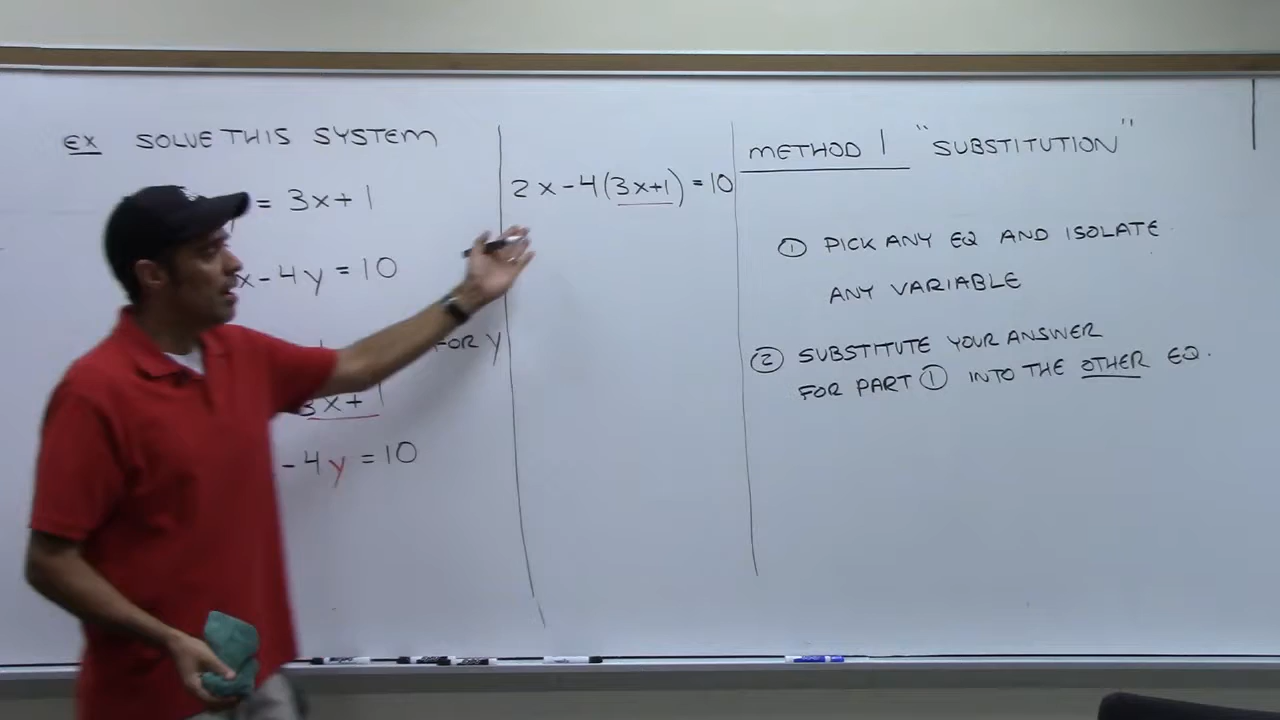 EX SOLVE THIS SYSTEM
= 3x+1
x-4y=10
FOR y
3x+1
-4y=10
2x-4(3x+1)=10
METHOD 1 "SUBSTITUTION"
① PICK ANY EQ AND ISOLATE
ANY VARIABLE
② SUBSTITUTE YOUR ANSWER
FOR PART ① INTO THE OTHER EQ.